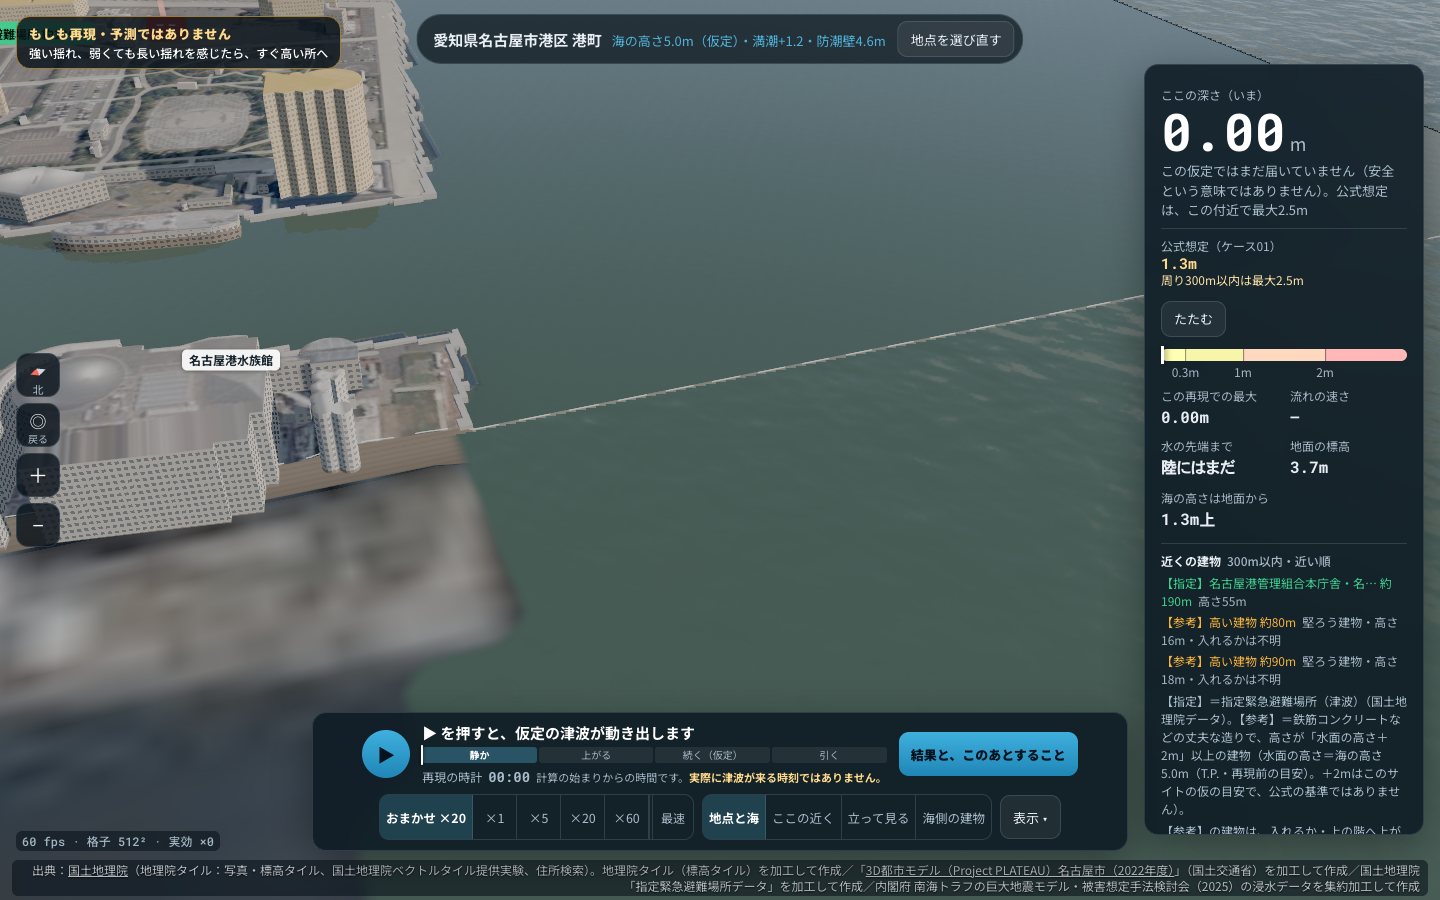 もしも再現・予測ではありません
強い揺れ、弱くても長い揺れを感じたら、すぐ高い所へ
愛知県名古屋市港区 港町 海の高さ5.0m（仮定）・満潮+1.2・防潮壁4.6m 地点を選び直す
ここの深さ（いま）
0.00 m
この仮定ではまだ届いていません（安全
という意味ではありません）。公式想定
は、この付近で最大2.5m
公式想定（ケース01）
1.3m
周り300m以内は最大2.5m
たたむ
0.3m 1m 2m
この再現での最大 流れの速さ
0.00m –
水の先端まで 地面の標高
陸にはまだ 3.7m
海の高さは地面から
1.3m上
近くの建物 300m以内・近い順
【指定】名古屋港管理組合本庁舎・名… 約
190m 高さ55m
【参考】高い建物 約80m 堅ろう建物・高さ
16m・入れるかは不明
【参考】高い建物 約90m 堅ろう建物・高さ
18m・入れるかは不明
【指定】＝指定緊急避難場所（津波）（国土地
理院データ）。【参考】＝鉄筋コンクリートな
どの丈夫な造りで、高さが「水面の高さ＋
2m」以上の建物（水面の高さ＝海の高さ
5.0m（T.P.・再現前の目安）。＋2mはこのサ
イトの仮の目安で、公式の基準ではありませ
ん）。
【参考】の建物は、入れるか・上の階へ上が
名古屋港水族館
北
戻る
＋
−
▶ を押すと、仮定の津波が動き出します
静か 上がる 続く（仮定） 引く
再現の時計 00:00 計算の始まりからの時間です。実際に津波が来る時刻ではありません。
結果と、このあとすること
おまかせ ×20 ×1 ×5 ×20 ×60 最速 地点と海 ここの近く 立って見る 海側の建物 表示 ▾
60 fps · 格子 512² · 実効 ×0
出典：国土地理院（地理院タイル：写真・標高タイル、国土地理院ベクトルタイル提供実験、住所検索）。地理院タイル（標高タイル）を加工して作成／「3D都市モデル（Project PLATEAU）名古屋市（2022年度）」（国土交通省）を加工して作成／国土地理院
「指定緊急避難場所データ」を加工して作成／内閣府 南海トラフの巨大地震モデル・被害想定手法検討会（2025）の浸水データを集約加工して作成